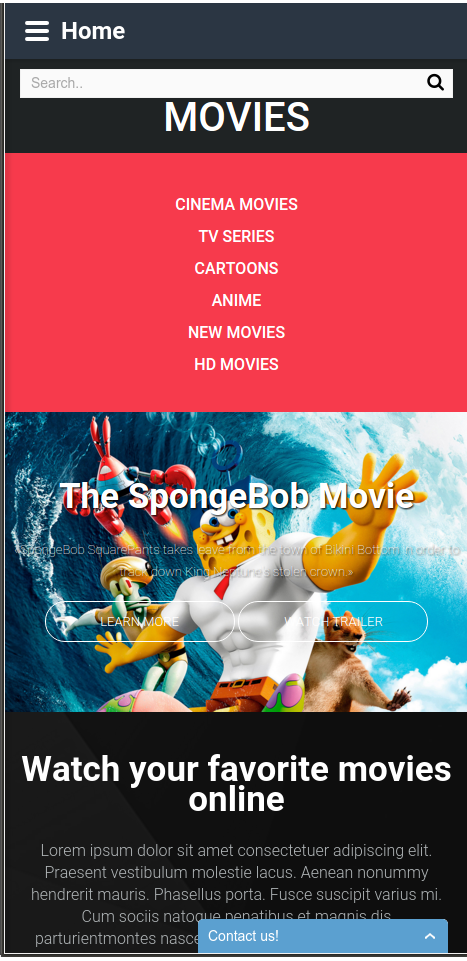 Home
Search..
MOVIES
CINEMA MOVIES
TV SERIES
CARTOONS
ANIME
NEW MOVIES
HD MOVIES
The SpongeBob Movie
SpongeBob SquarePants takes leave from the town of Bikini Bottom in order to
track down King Neptune's stolen crown.»
LEARN MORE
WATCH TRAILER
Watch your favorite movies
online
Lorem ipsum dolor sit amet consectetuer adipiscing elit.
Praesent vestibulum molestie lacus. Aenean nonummy
hendrerit mauris. Phasellus porta. Fusce suscipit varius mi.
Cum sociis natoque penatibus et magnis dis
parturientmontes
Contact us!